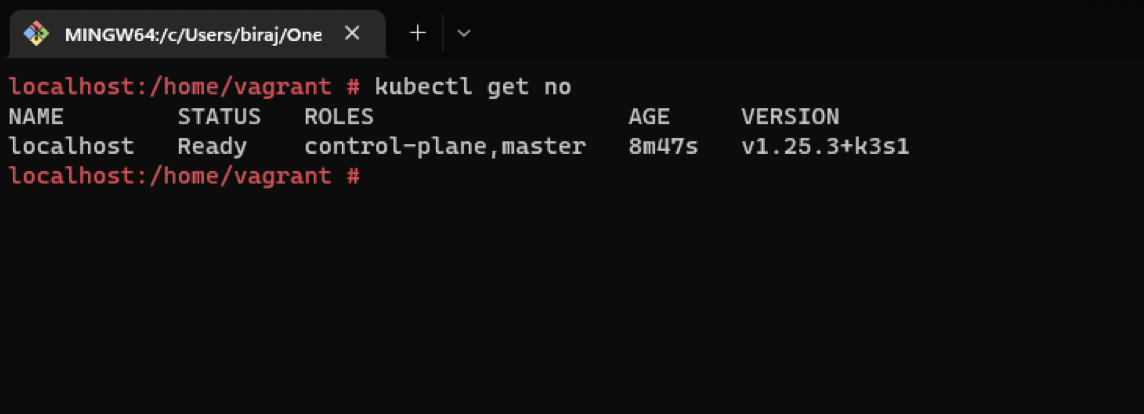 MINGW64:/c/Users/biraj/One
localhost:/home/vagrant # kubectl get no
NAME        STATUS   ROLES                  AGE     VERSION
localhost   Ready    control-plane,master   8m47s   v1.25.3+k3s1
localhost:/home/vagrant #